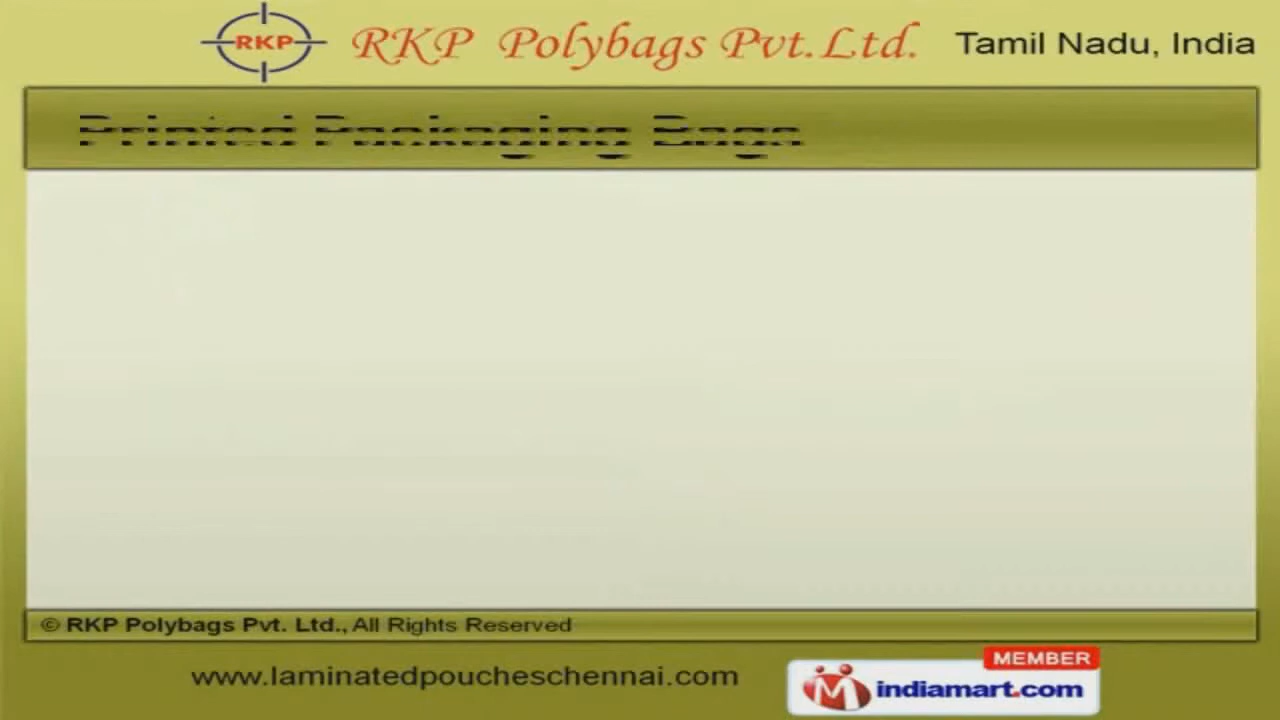 RKP
RKP Polybags Pvt.Ltd.
Tamil Nadu, India
Printed Packaging Bags
© RKP Polybags Pvt. Ltd., All Rights Reserved
www.laminatedpoucheschennai.com
MEMBER
indiamart.com